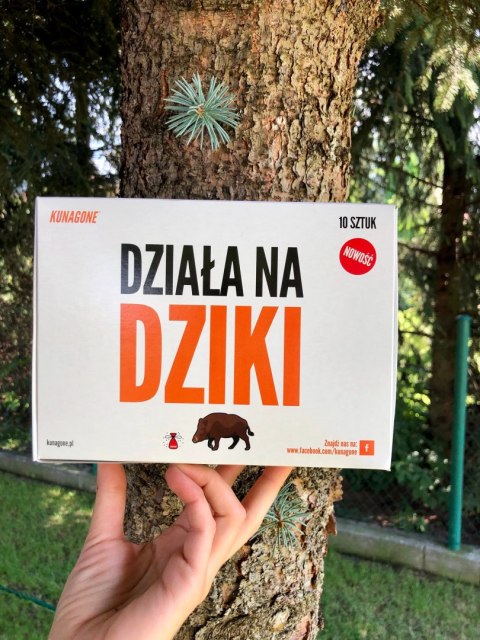 KUNAGONE
10 SZTUK
NOWOŚĆ
DZIAŁA NA
DZIKI
kunagone.pl
Znajdź nas na:
www.facebook.com/kunagone
f